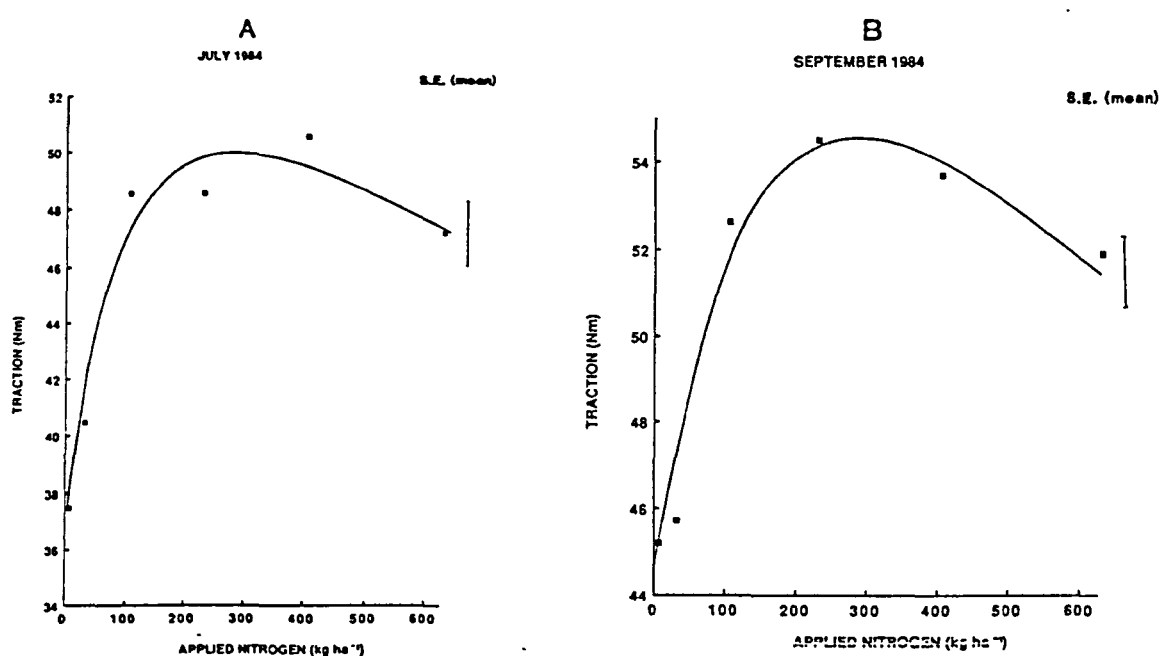 A
JULY 1984
S.E. (mean)
TRACTION (Nm)
52
50
48
46
44
42
40
38
36
34
0 100 200 300 400 500 600
APPLIED NITROGEN (kg ha⁻¹)
B
SEPTEMBER 1984
S.E. (mean)
TRACTION (Nm)
54
52
50
48
46
44
0 100 200 300 400 500 600
APPLIED NITROGEN (kg ha⁻¹)